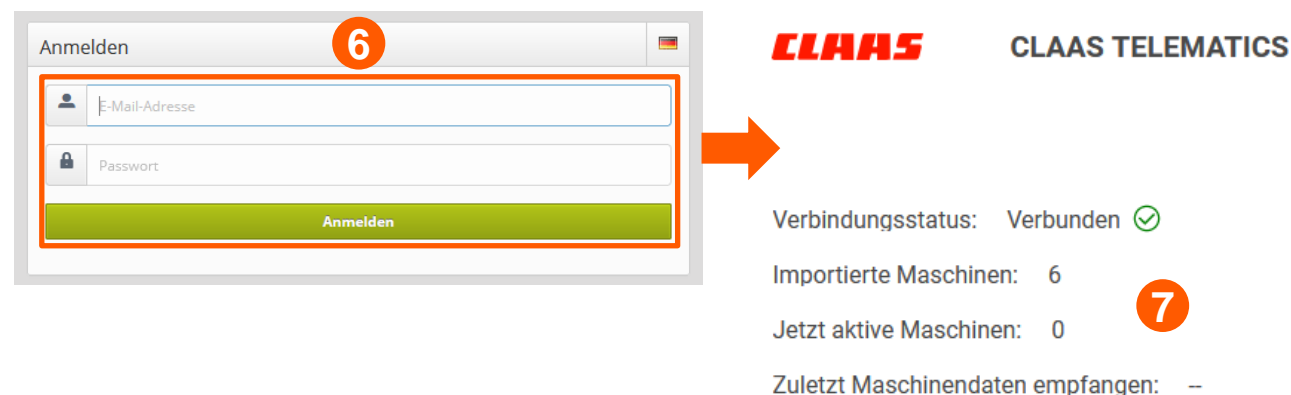 Anmelden
6
E-Mail-Adresse
Passwort
Anmelden
CLAAS CLAAS TELEMATICS
Verbindungsstatus: Verbunden
Importierte Maschinen: 6
7
Jetzt aktive Maschinen: 0
Zuletzt Maschinendaten empfangen: --